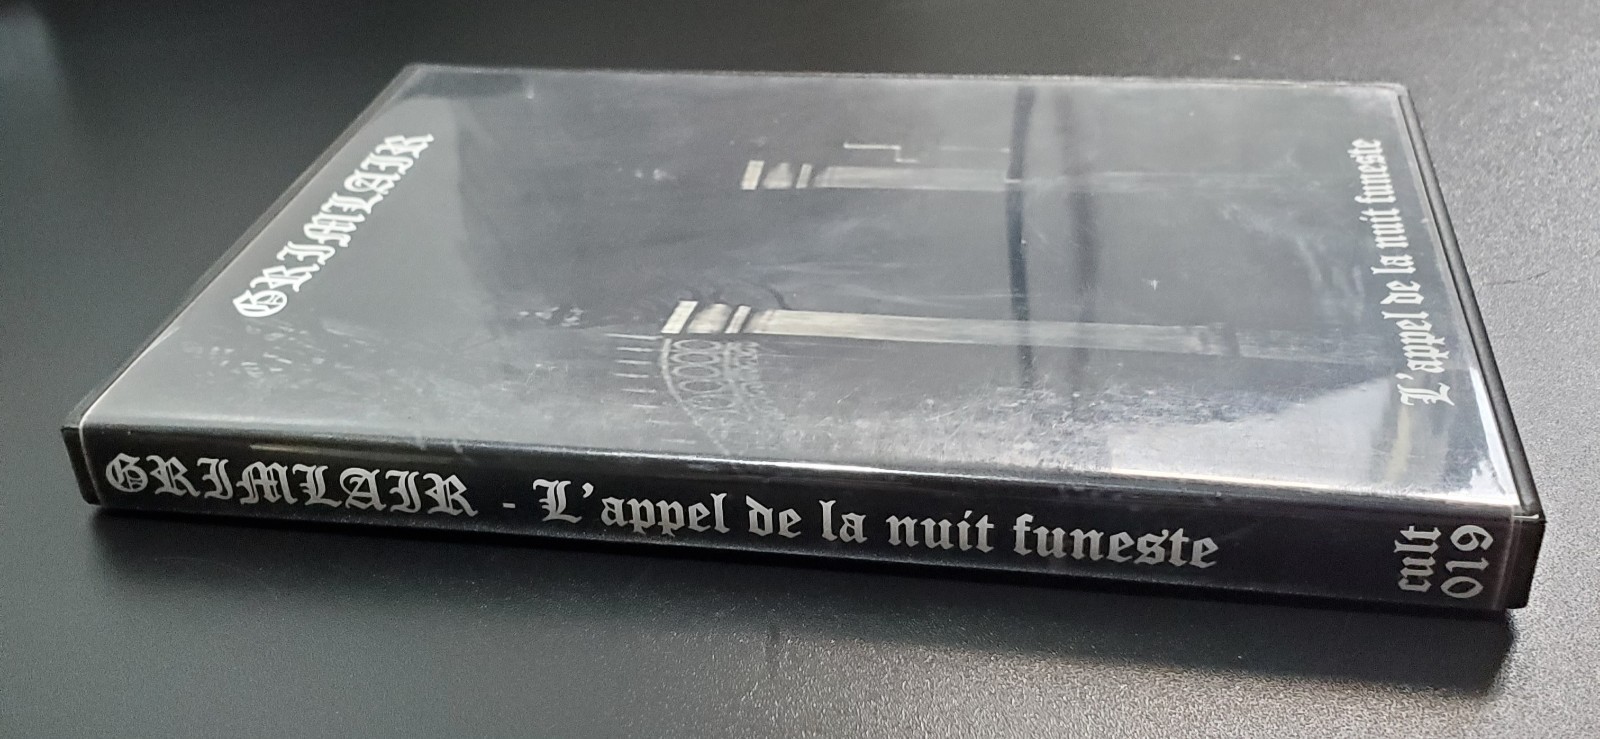 GRIMLAIR
L'appel de la nuit funeste
GRIMLAIR - L'appel de la nuit funeste
cult
019